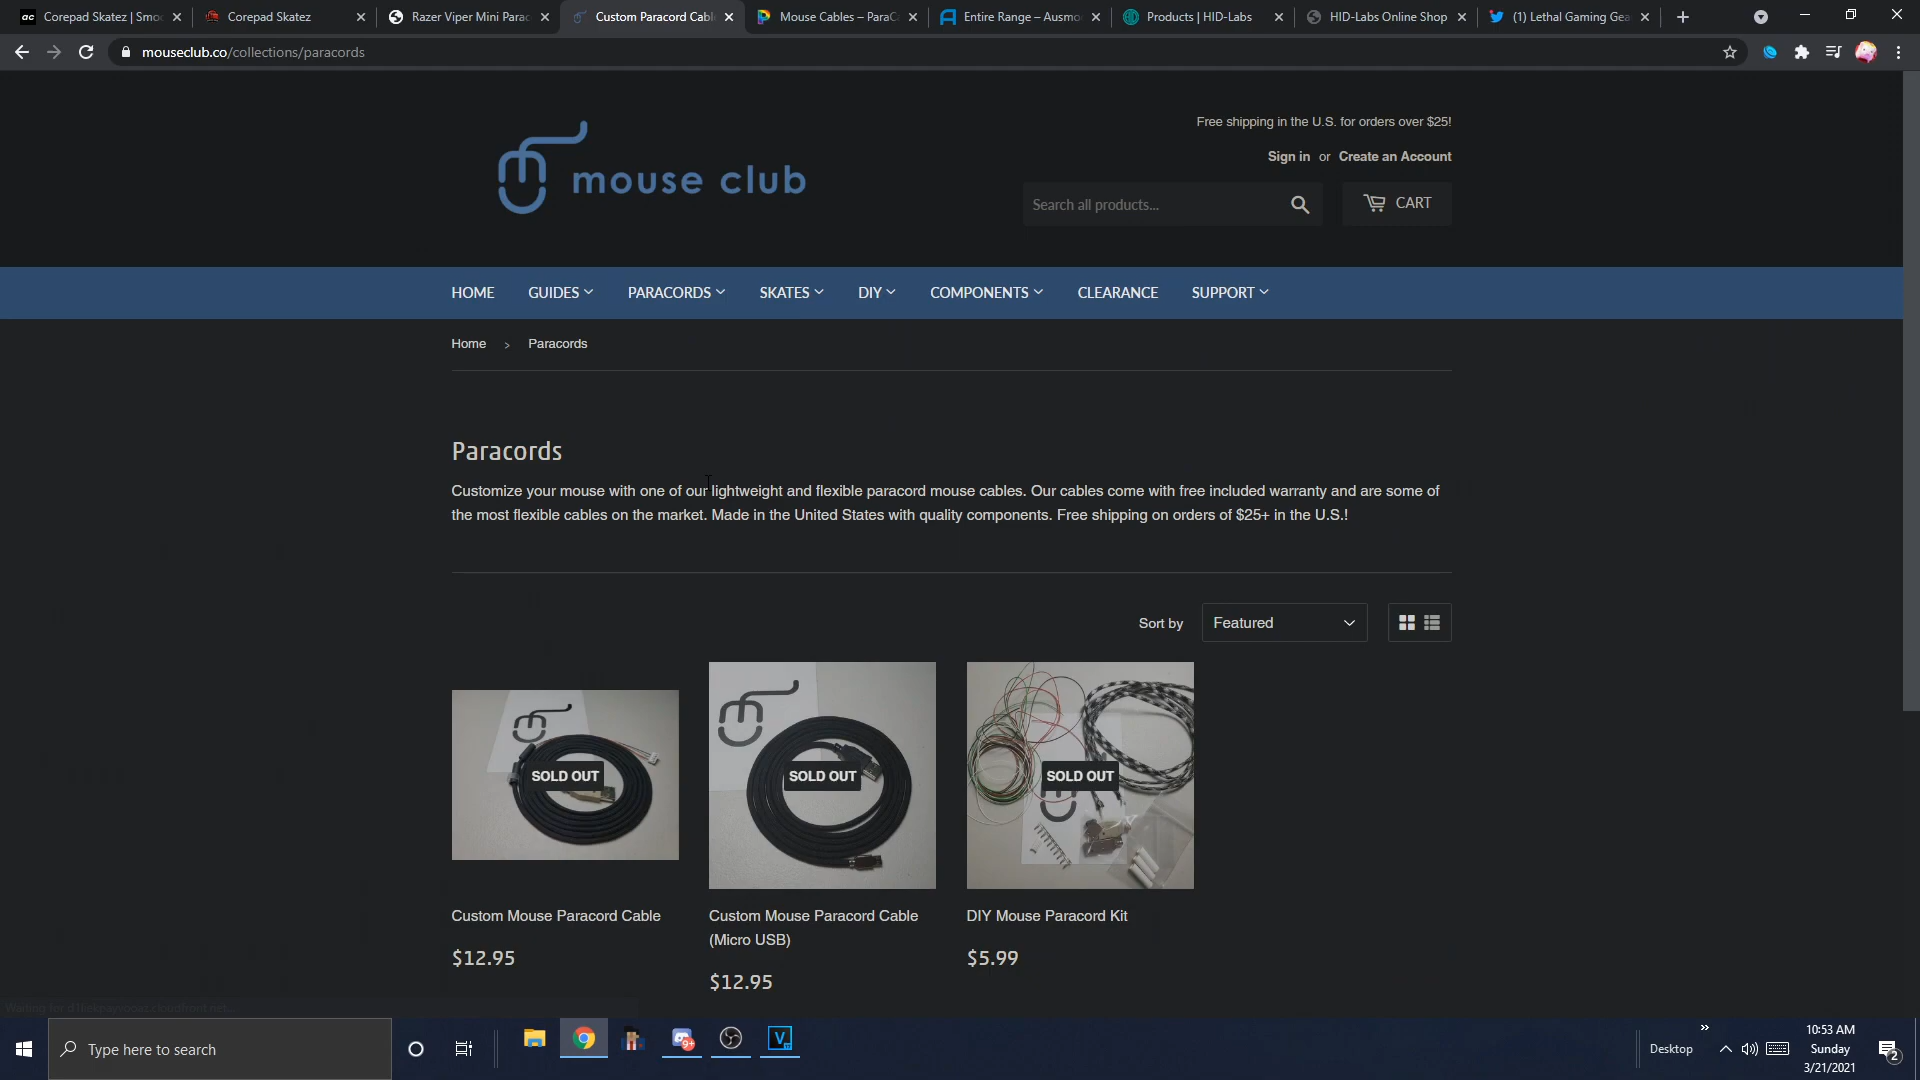 Corepad Skatez | Smo
Corepad Skatez
Razer Viper Mini Parac
Custom Paracord Cabl
Mouse Cables – ParaC
Entire Range – Ausmo
Products | HID-Labs
HID-Labs Online Shop
(1) Lethal Gaming Gea
mouseclub.co/collections/paracords
mouse club
Free shipping in the U.S. for orders over $25!
Sign in or Create an Account
Search all products...
CART
HOME
GUIDES
PARACORDS
SKATES
DIY
COMPONENTS
CLEARANCE
SUPPORT
Home > Paracords
Paracords
Customize your mouse with one of our lightweight and flexible paracord mouse cables. Our cables come with free included warranty and are some of
the most flexible cables on the market. Made in the United States with quality components. Free shipping on orders of $25+ in the U.S.!
Sort by
Featured
SOLD OUT
SOLD OUT
SOLD OUT
Custom Mouse Paracord Cable
$12.95
Custom Mouse Paracord Cable
(Micro USB)
$12.95
DIY Mouse Paracord Kit
$5.99
Type here to search
9+
V
Desktop
10:53 AM
Sunday
3/21/2021
2